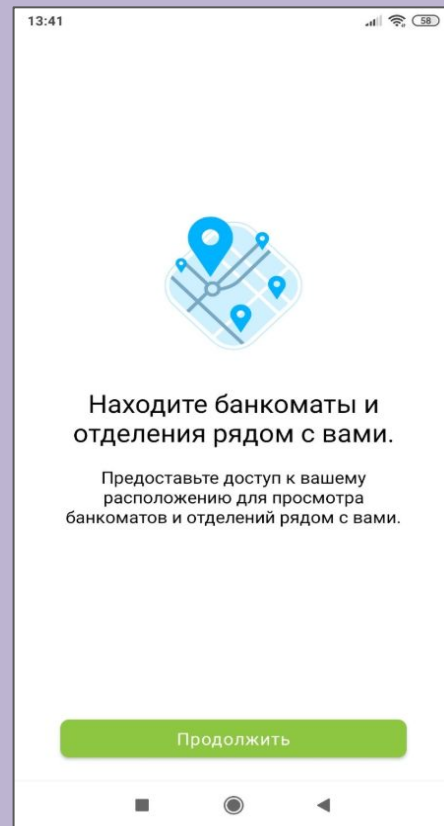 13:41
58
Находите банкоматы и
отделения рядом с вами.
Предоставьте доступ к вашему
расположению для просмотра
банкоматов и отделений рядом с вами.
Продолжить